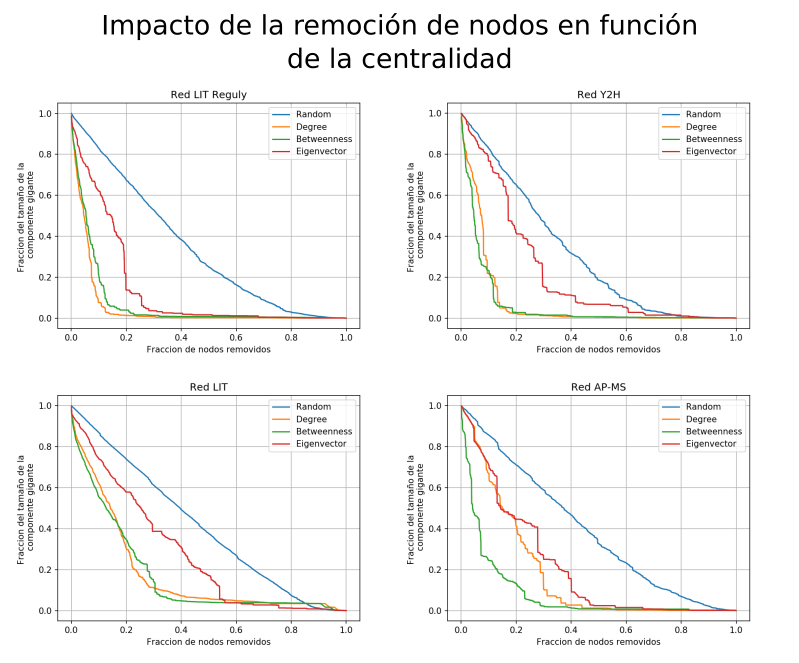 Impacto de la remoción de nodos en función
de la centralidad
Red LIT Reguly
Fraccion del tamaño de la
componente gigante
1.0
0.8
0.6
0.4
0.2
0.0
Random
Degree
Betweenness
Eigenvector
0.0 0.2 0.4 0.6 0.8 1.0
Fraccion de nodos removidos
Red Y2H
Fraccion del tamaño de la
componente gigante
1.0
0.8
0.6
0.4
0.2
0.0
Random
Degree
Betweenness
Eigenvector
0.0 0.2 0.4 0.6 0.8 1.0
Fraccion de nodos removidos
Red LIT
Fraccion del tamaño de la
componente gigante
1.0
0.8
0.6
0.4
0.2
0.0
Random
Degree
Betweenness
Eigenvector
0.0 0.2 0.4 0.6 0.8 1.0
Fraccion de nodos removidos
Red AP-MS
Fraccion del tamaño de la
componente gigante
1.0
0.8
0.6
0.4
0.2
0.0
Random
Degree
Betweenness
Eigenvector
0.0 0.2 0.4 0.6 0.8 1.0
Fraccion de nodos removidos